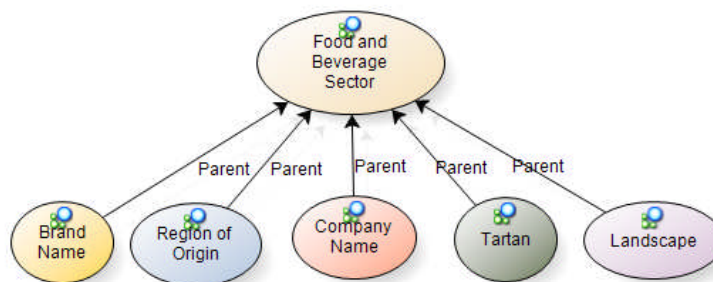 Food and
Beverage
Sector
Parent
Parent
Parent
Parent
Parent
Brand
Name
Region of
Origin
Company
Name
Tartan
Landscape